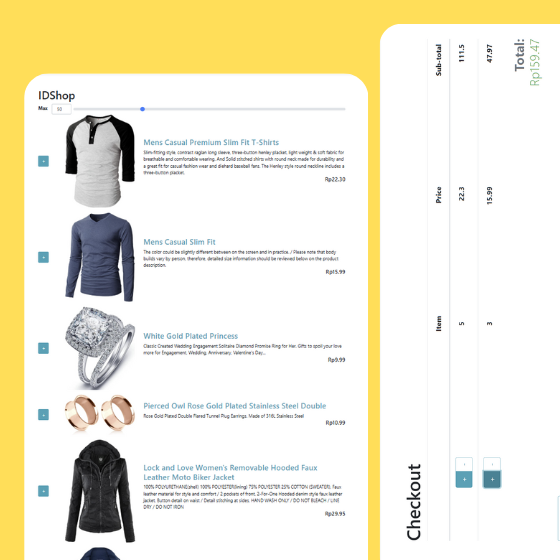 IDShop
Max 50
Mens Casual Premium Slim Fit T-Shirts
Slim-fitting style, contrast raglan long sleeve, three-button henley placket, light weight & soft fabric for
breathable and comfortable wearing. And Solid stitched shirts with round neck made for durability and
a great fit for casual fashion wear and diehard baseball fans. The Henley style round neckline includes a
three-button placket.
Rp22.30
+
Mens Casual Slim Fit
The color could be slightly different between on the screen and in practice. / Please note that body
builds vary by person, therefore, detailed size information should be reviewed below on the product
description.
Rp15.99
+
White Gold Plated Princess
Classic Created Wedding Engagement Solitaire Diamond Promise Ring for Her. Gifts to spoil your love
more for Engagement, Wedding, Anniversary, Valentine's Day...
Rp9.99
+
Pierced Owl Rose Gold Plated Stainless Steel Double
Rose Gold Plated Double Flared Tunnel Plug Earrings. Made of 316L Stainless Steel
Rp10.99
+
Lock and Love Women's Removable Hooded Faux
Leather Moto Biker Jacket
100% POLYURETHANE(shell) 100% POLYESTER(lining) 75% POLYESTER 25% COTTON (SWEATER), Faux
leather material for style and comfort / 2 pockets of front, 2-For-One Hooded denim style faux leather
jacket, Button detail on waist / Detail stitching at sides, HAND WASH ONLY / DO NOT BLEACH / LINE
DRY / DO NOT IRON
Rp29.95
+
Checkout
Item Price Sub-total
+ - 5 22.3 111.5
+ - 3 15.99 47.97
Total:
Rp159.47